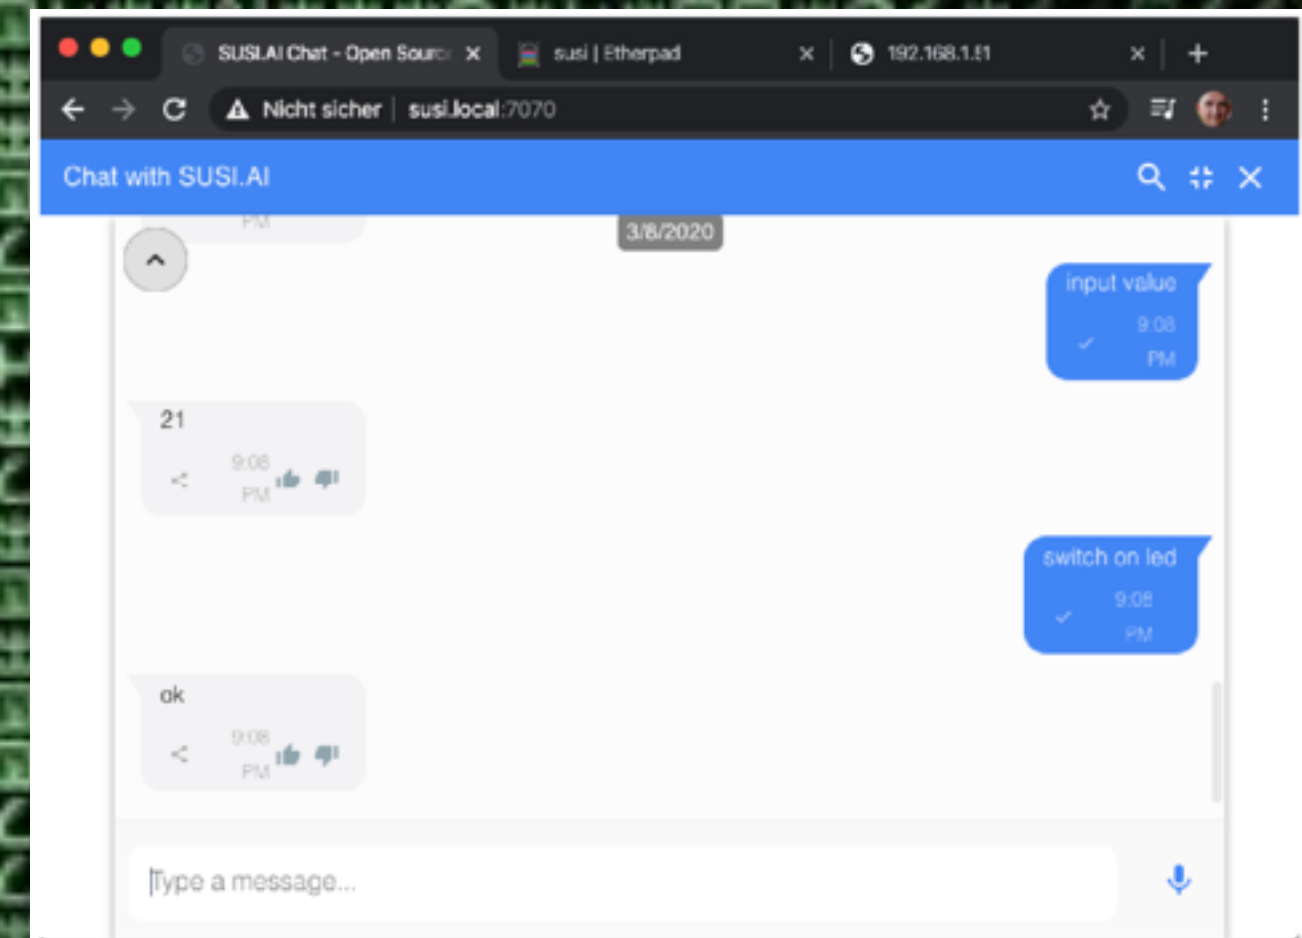 SUSI.AI Chat - Open Sourc
susi | Etherpad
192.168.1.51
Nicht sicher | susi.local:7070
Chat with SUSI.AI
PM
3/8/2020
input value
9:08
PM
21
9:08
PM
switch on led
9:08
PM
ok
9:08
PM
Type a message...